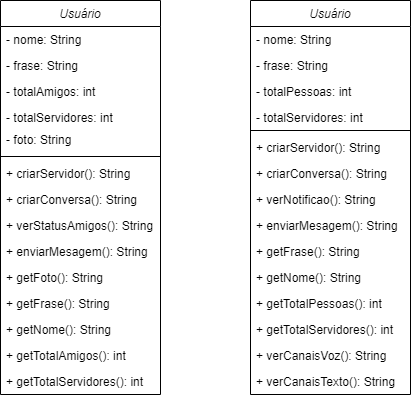 Usuário
- nome: String
- frase: String
- totalAmigos: int
- totalServidores: int
- foto: String
+ criarServidor(): String
+ criarConversa(): String
+ verStatusAmigos(): String
+ enviarMesagem(): String
+ getFoto(): String
+ getFrase(): String
+ getNome(): String
+ getTotalAmigos(): int
+ getTotalServidores(): int
Usuário
- nome: String
- frase: String
- totalPessoas: int
- totalServidores: int
+ criarServidor(): String
+ criarConversa(): String
+ verNotificao(): String
+ enviarMesagem(): String
+ getFrase(): String
+ getNome(): String
+ getTotalPessoas(): int
+ getTotalServidores(): int
+ verCanaisVoz(): String
+ verCanaisTexto(): String